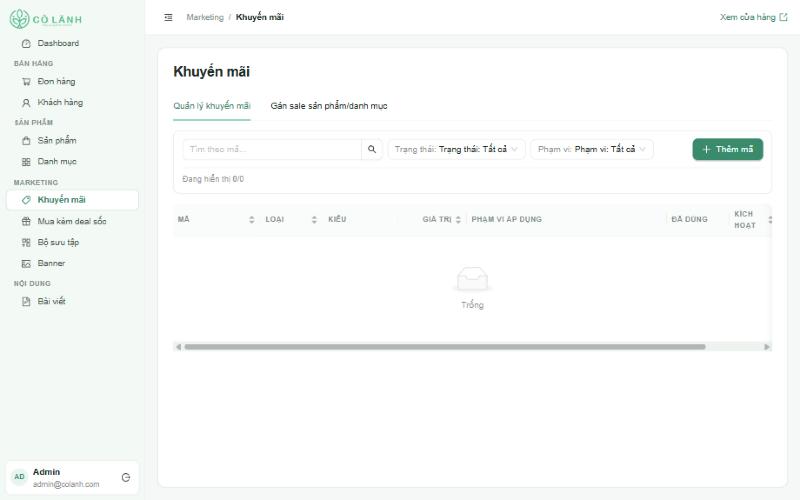 CỎ LÀNH
Dashboard
BÁN HÀNG
Đơn hàng
Khách hàng
SẢN PHẨM
Sản phẩm
Danh mục
MARKETING
Khuyến mãi
Mua kèm deal sốc
Bộ sưu tập
Banner
NỘI DUNG
Bài viết
AD
Admin
admin@colanh.com
Marketing / Khuyến mãi
Xem cửa hàng
Khuyến mãi
Quản lý khuyến mãi Gán sale sản phẩm/danh mục
Tìm theo mã... Trạng thái: Trạng thái: Tất cả Phạm vi: Phạm vi: Tất cả Thêm mã
Đang hiển thị 0/0
MÃ LOẠI KIỂU GIÁ TRỊ PHẠM VI ÁP DỤNG ĐÃ DÙNG KÍCH HOẠT
Trống